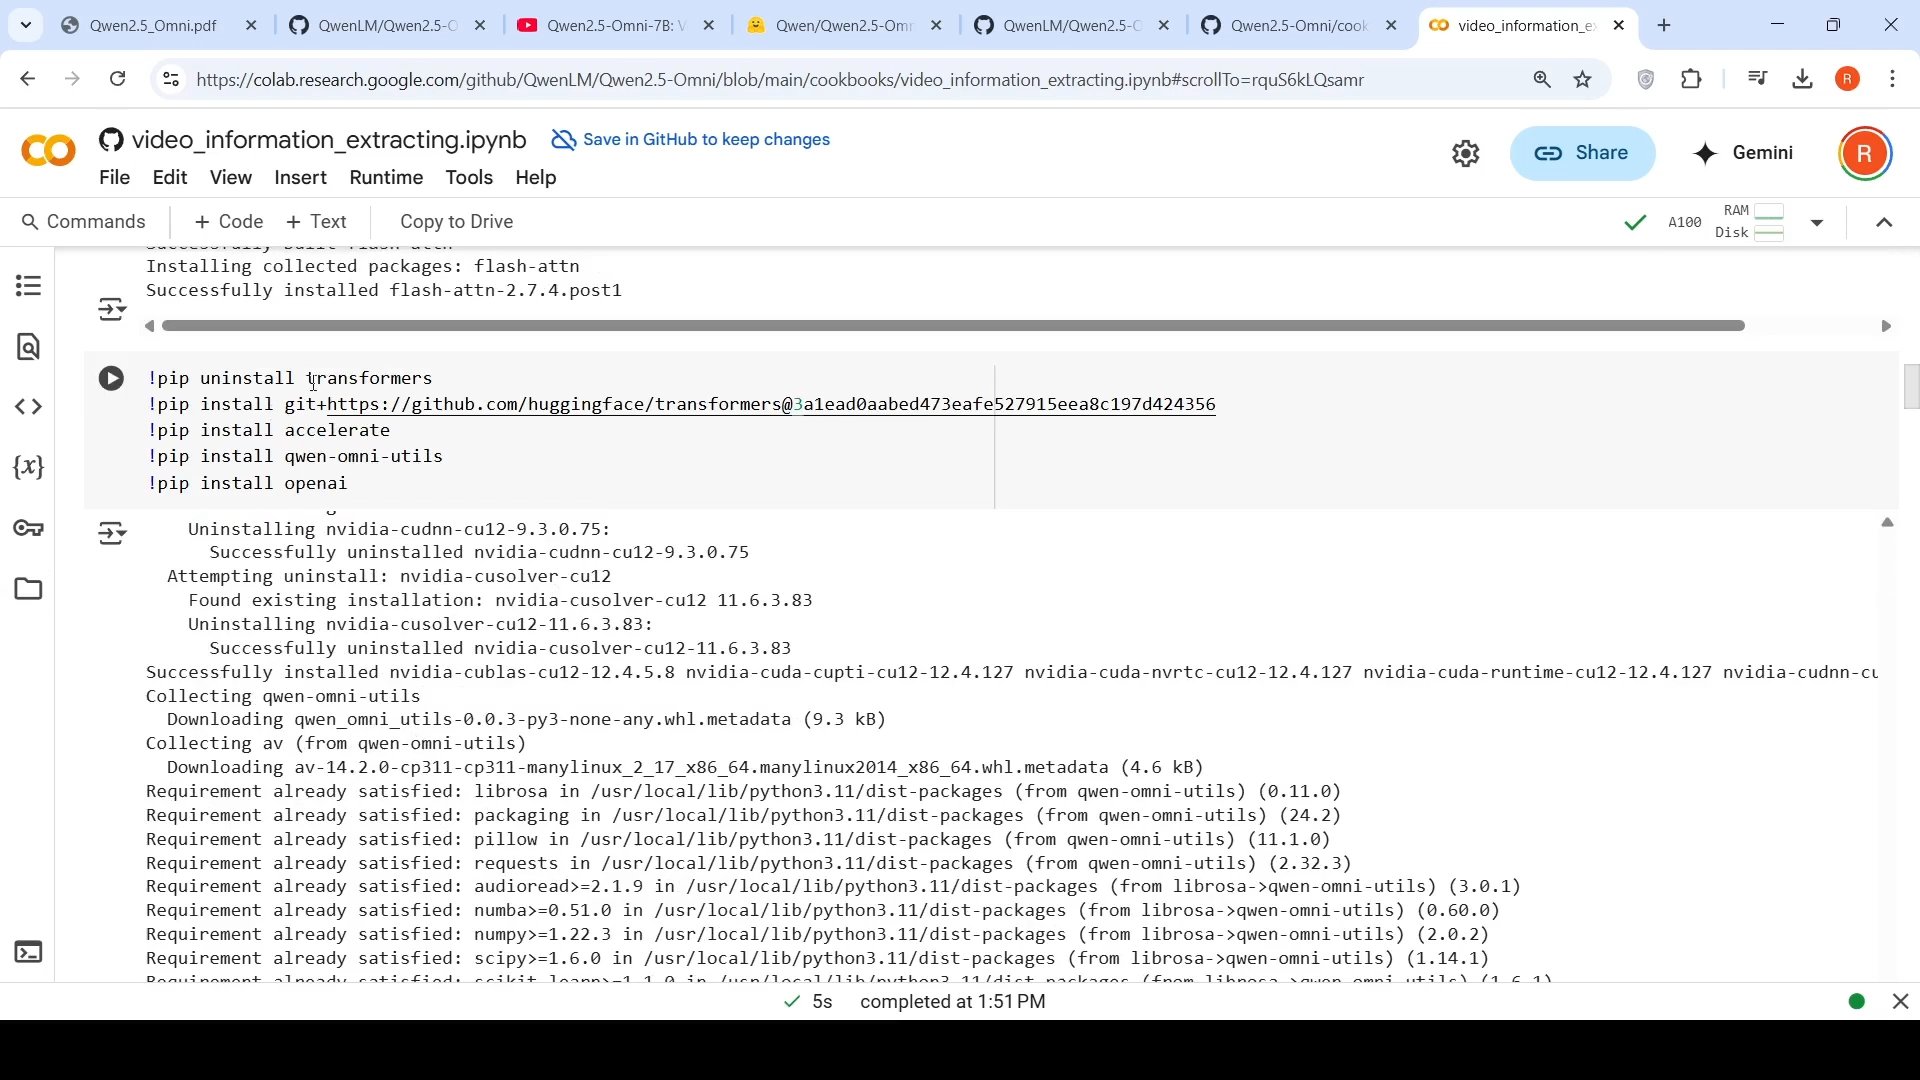 Qwen2.5_Omni.pdf
QwenLM/Qwen2.5-O
Qwen2.5-Omni-7B: V
Qwen/Qwen2.5-Omn
QwenLM/Qwen2.5-O
Qwen2.5-Omni/cook
video_information_e
https://colab.research.google.com/github/QwenLM/Qwen2.5-Omni/blob/main/cookbooks/video_information_extracting.ipynb#scrollTo=rquS6kLQsamr
R
video_information_extracting.ipynb
Save in GitHub to keep changes
Share
Gemini
R
File Edit View Insert Runtime Tools Help
Commands + Code + Text Copy to Drive
A100 RAM
Disk
Installing collected packages: flash-attn
Successfully installed flash-attn-2.7.4.post1
!pip uninstall transformers
!pip install git+https://github.com/huggingface/transformers@3a1ead0aabed473eafe527915eea8c197d424356
!pip install accelerate
!pip install qwen-omni-utils
!pip install openai
Uninstalling nvidia-cudnn-cu12-9.3.0.75:
Successfully uninstalled nvidia-cudnn-cu12-9.3.0.75
Attempting uninstall: nvidia-cusolver-cu12
Found existing installation: nvidia-cusolver-cu12 11.6.3.83
Uninstalling nvidia-cusolver-cu12-11.6.3.83:
Successfully uninstalled nvidia-cusolver-cu12-11.6.3.83
Successfully installed nvidia-cublas-cu12-12.4.5.8 nvidia-cuda-cupti-cu12-12.4.127 nvidia-cuda-nvrtc-cu12-12.4.127 nvidia-cuda-runtime-cu12-12.4.127 nvidia-cudnn-cu
Collecting qwen-omni-utils
Downloading qwen_omni_utils-0.0.3-py3-none-any.whl.metadata (9.3 kB)
Collecting av (from qwen-omni-utils)
Downloading av-14.2.0-cp311-cp311-manylinux_2_17_x86_64.manylinux2014_x86_64.whl.metadata (4.6 kB)
Requirement already satisfied: librosa in /usr/local/lib/python3.11/dist-packages (from qwen-omni-utils) (0.11.0)
Requirement already satisfied: packaging in /usr/local/lib/python3.11/dist-packages (from qwen-omni-utils) (24.2)
Requirement already satisfied: pillow in /usr/local/lib/python3.11/dist-packages (from qwen-omni-utils) (11.1.0)
Requirement already satisfied: requests in /usr/local/lib/python3.11/dist-packages (from qwen-omni-utils) (2.32.3)
Requirement already satisfied: audioread>=2.1.9 in /usr/local/lib/python3.11/dist-packages (from librosa->qwen-omni-utils) (3.0.1)
Requirement already satisfied: numba>=0.51.0 in /usr/local/lib/python3.11/dist-packages (from librosa->qwen-omni-utils) (0.60.0)
Requirement already satisfied: numpy>=1.22.3 in /usr/local/lib/python3.11/dist-packages (from librosa->qwen-omni-utils) (2.0.2)
Requirement already satisfied: scipy>=1.6.0 in /usr/local/lib/python3.11/dist-packages (from librosa->qwen-omni-utils) (1.14.1)
5s completed at 1:51 PM